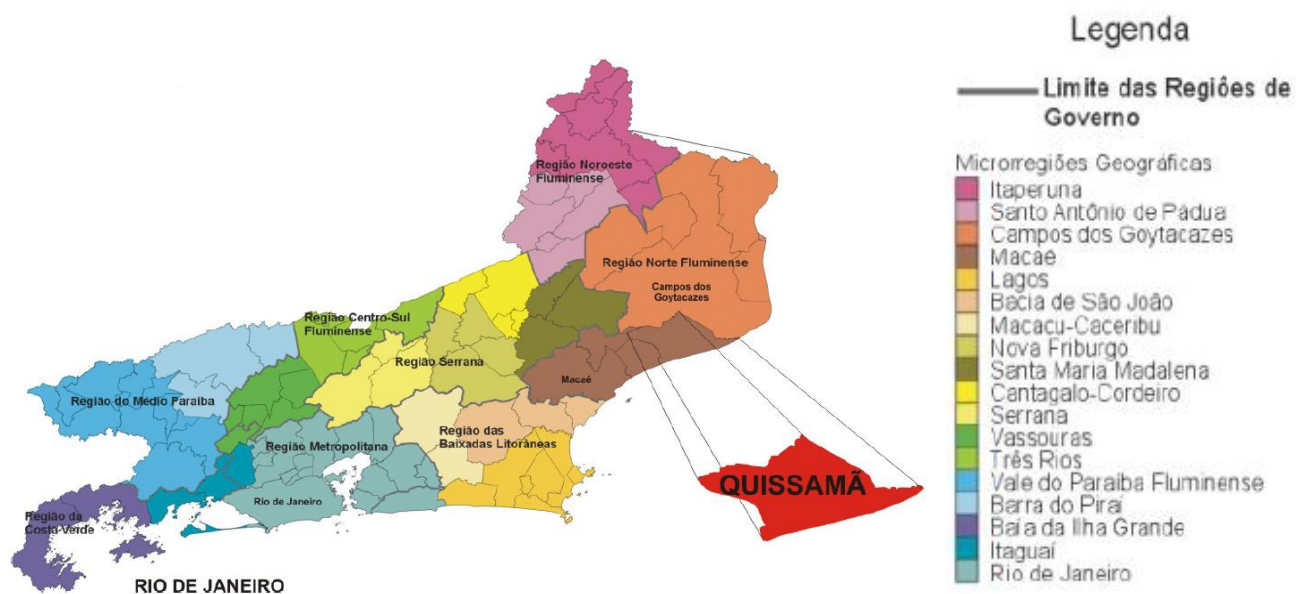 Legenda
Limite das Regiões de
Governo
Microrregiões Geográficas
Itaperuna
Santo Antônio de Pádua
Campos dos Goytacazes
Macaé
Lagos
Bacia de São João
Macacu-Caceribu
Nova Friburgo
Santa Maria Madalena
Cantagalo-Cordeiro
Serrana
Vassouras
Três Rios
Vale do Paraiba Fluminense
Barra do Piraí
Baía da Ilha Grande
Itaguaí
Rio de Janeiro
Região Noroeste
Fluminense
Região Norte Fluminense
Campos dos
Goytacazes
Região Centro-Sul
Fluminense
Região Serrana
Macaé
Região do Médio Paraiba
Região das
Baixadas Litorâneas
Região Metropolitana
Rio de Janeiro
Região da
Costa Verde
QUISSAMÃ
RIO DE JANEIRO